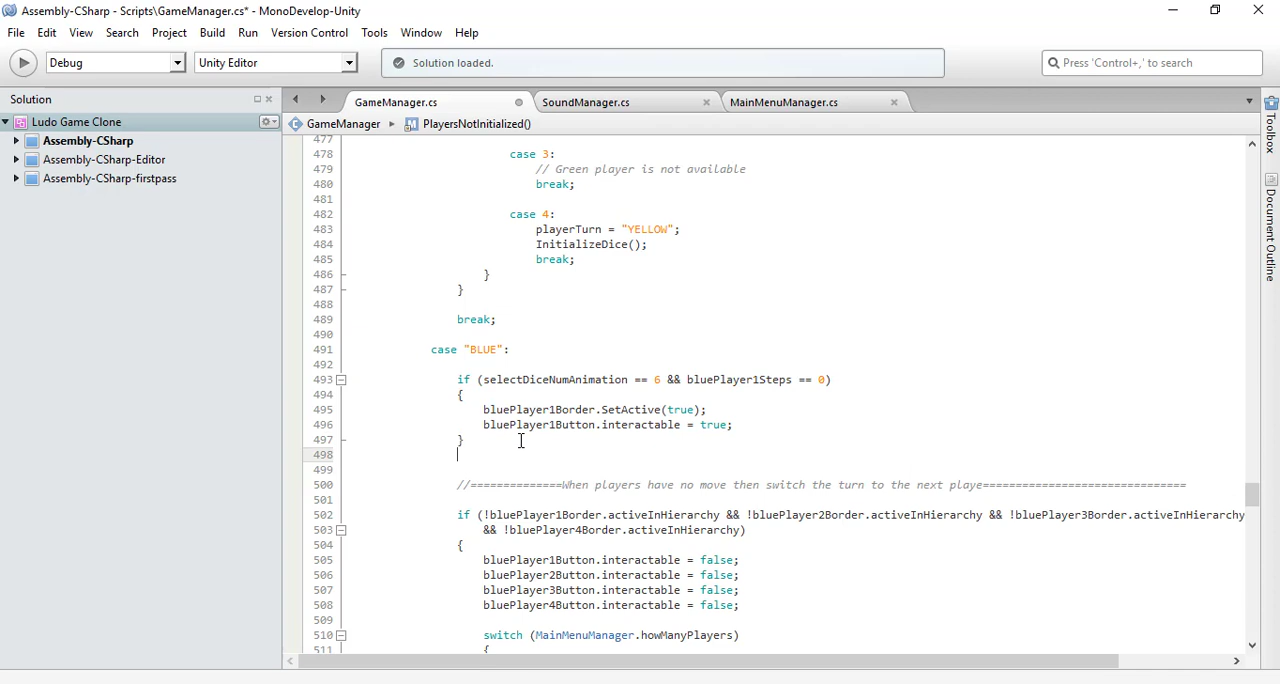 Assembly-CSharp - Scripts\GameManager.cs* - MonoDevelop-Unity
File Edit View Search Project Build Run Version Control Tools Window Help
Debug Unity Editor Solution loaded. Press 'Control+,' to search
Solution GameManager.cs SoundManager.cs MainMenuManager.cs
Ludo Game Clone GameManager PlayersNotInitialized()
Assembly-CSharp
Assembly-CSharp-Editor
Assembly-CSharp-firstpass
Toolbox
Document Outline
477
478 case 3:
479 // Green player is not available
480 break;
481
482 case 4:
483 playerTurn = "YELLOW";
484 InitializeDice();
485 break;
486 }
487 }
488
489 break;
490
491 case "BLUE":
492
493 if (selectDiceNumAnimation == 6 && bluePlayer1Steps == 0)
494 {
495 bluePlayer1Border.SetActive(true);
496 bluePlayer1Button.interactable = true;
497 }
498
499
500 //==============When players have no move then switch the turn to the next playe===============================
501
502 if (!bluePlayer1Border.activeInHierarchy && !bluePlayer2Border.activeInHierarchy && !bluePlayer3Border.activeInHierarchy
503 && !bluePlayer4Border.activeInHierarchy)
504 {
505 bluePlayer1Button.interactable = false;
506 bluePlayer2Button.interactable = false;
507 bluePlayer3Button.interactable = false;
508 bluePlayer4Button.interactable = false;
509
510 switch (MainMenuManager.howManyPlayers)
511 {